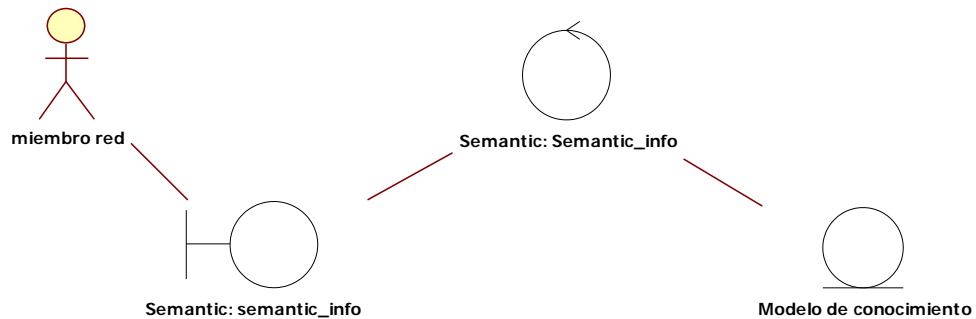 miembro red
Semantic: Semantic_info
Semantic: semantic_info
Modelo de conocimiento